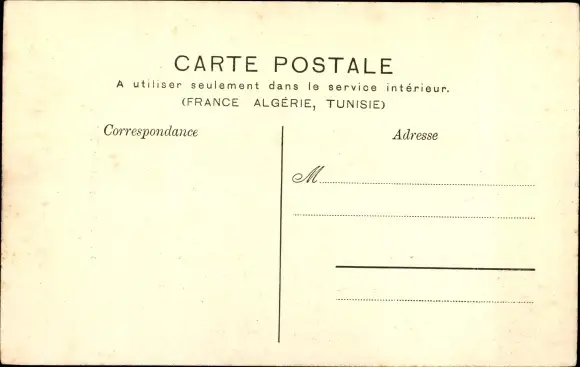 CARTE POSTALE
A utiliser seulement dans le service intérieur.
(FRANCE ALGÉRIE, TUNISIE)
Correspondance
Adresse
M